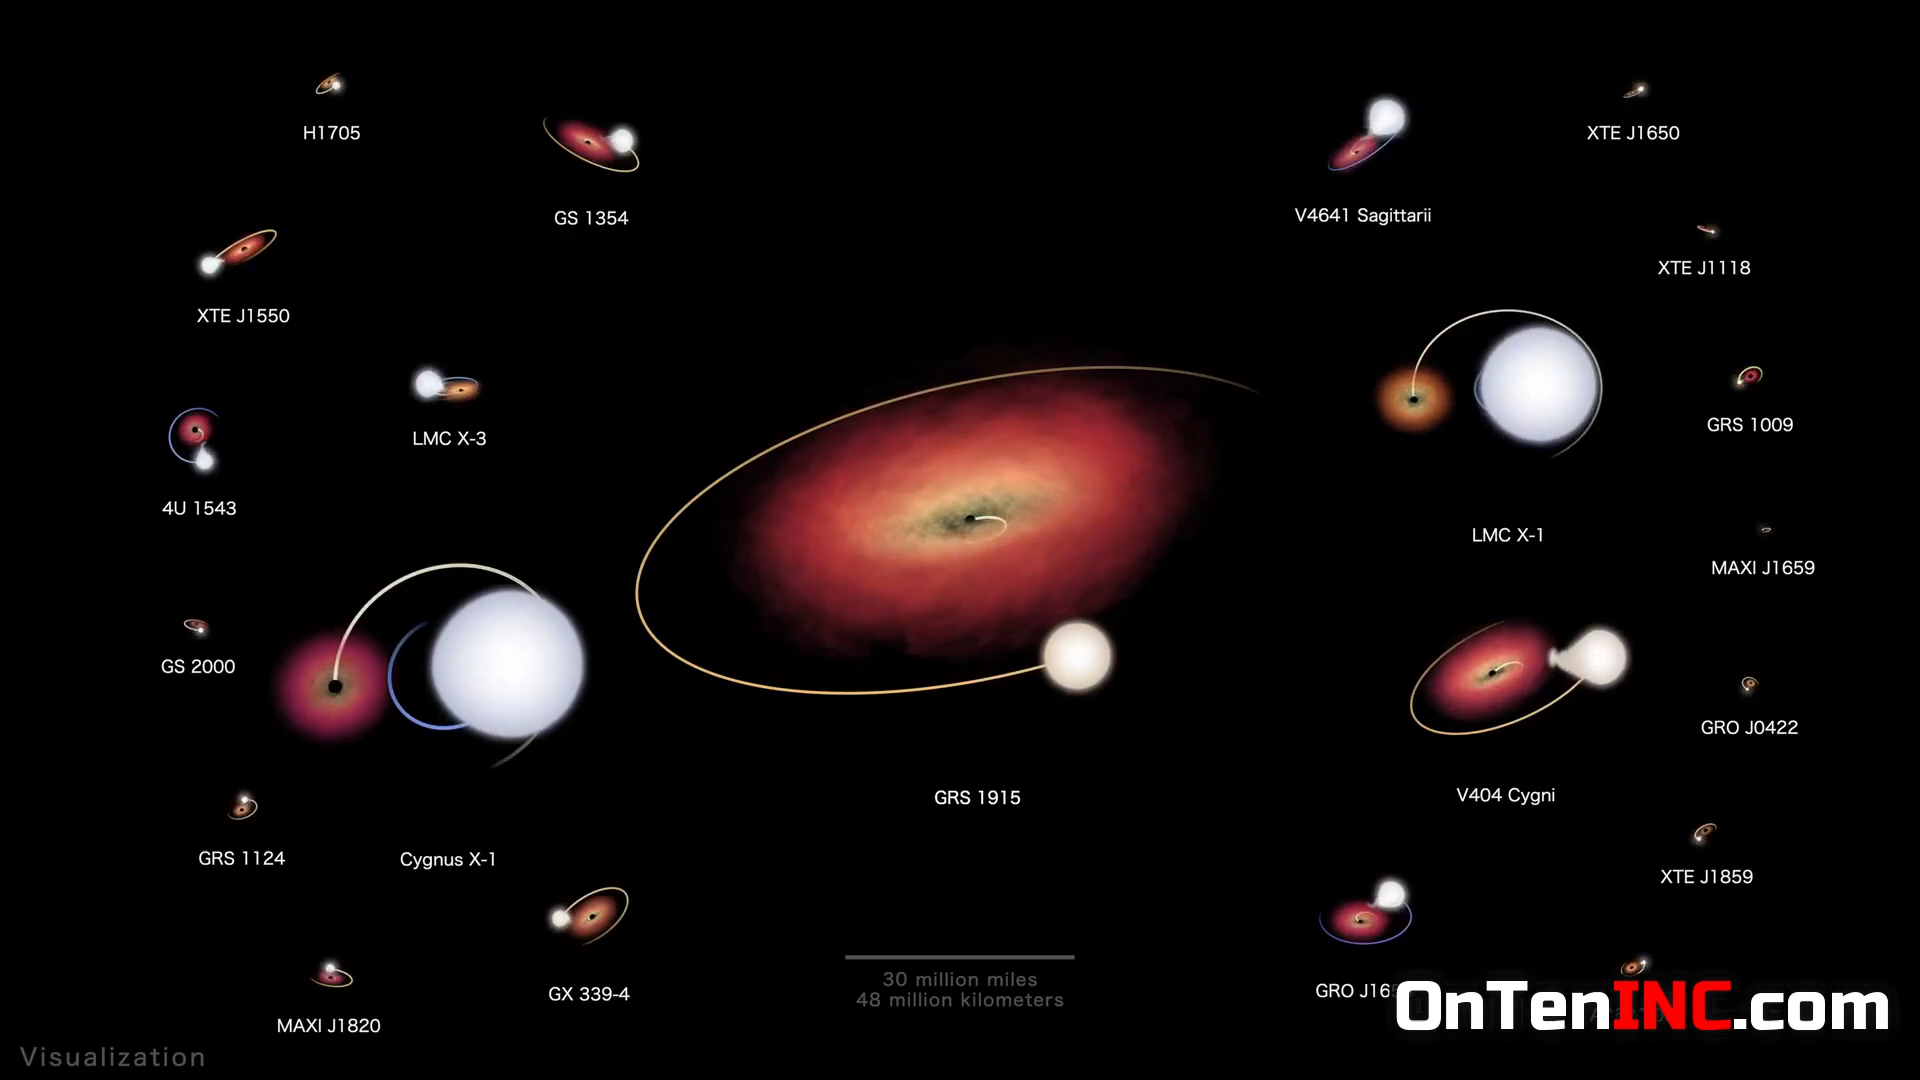 H1705
XTE J1650
GS 1354
V4641 Sagittarii
XTE J1118
XTE J1550
LMC X-3
GRS 1009
4U 1543
LMC X-1
MAXI J1659
GS 2000
GRO J0422
V404 Cygni
GRS 1915
GRS 1124
Cygnus X-1
XTE J1859
30 million miles
48 million kilometers
GX 339-4
GRO J165
OnTenINC.com
MAXI J1820
Visualization